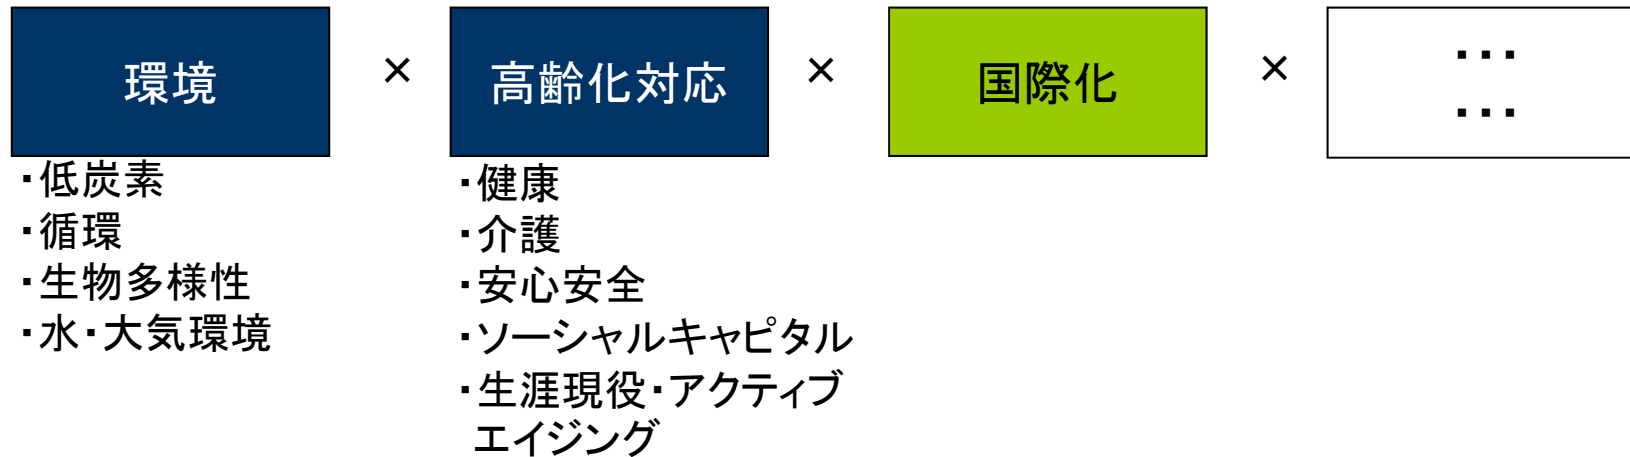 環境
×
高齢化対応
×
国際化
×
・・・
・・・
・低炭素
・循環
・生物多様性
・水・大気環境
・健康
・介護
・安心安全
・ソーシャルキャピタル
・生涯現役・アクティブ
エイジング